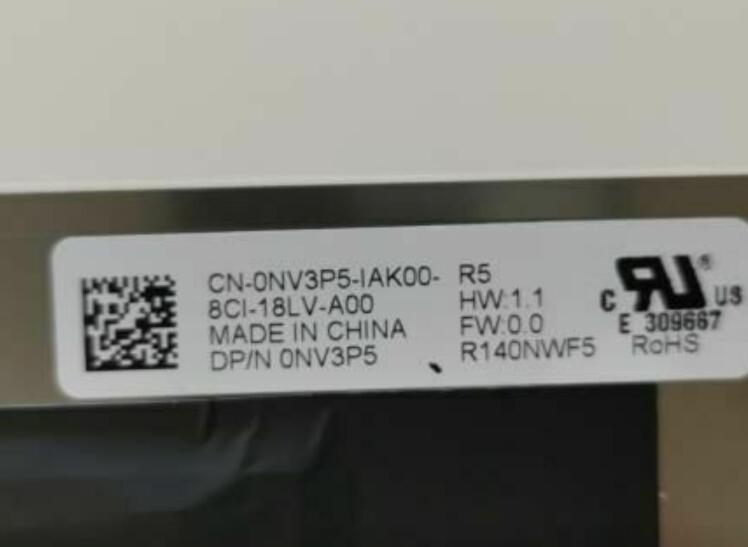 CN-0NV3P5-IAK00-
8CI-18LV-A00
MADE IN CHINA
DP/N 0NV3P5
R5
HW:1.1
FW:0.0
R140NWF5
C RU ® US
E 309667
RoHS